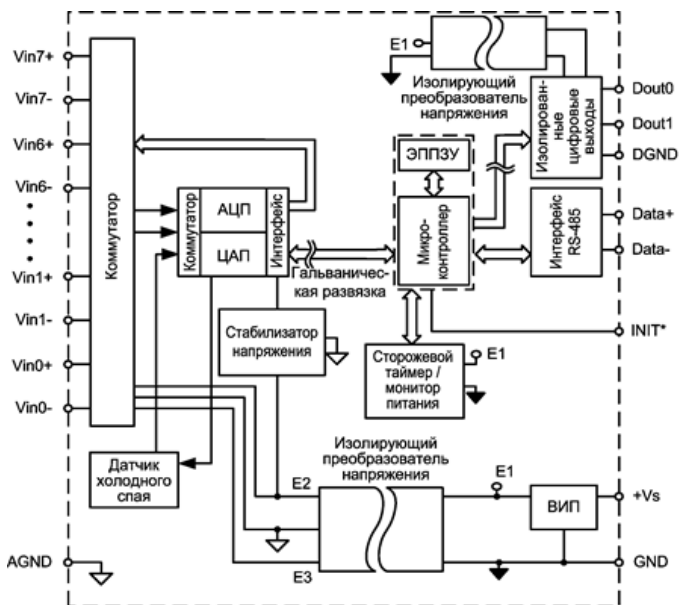 Vin7+
Vin7-
Vin6+
Vin6-
Vin1+
Vin1-
Vin0+
Vin0-
AGND
Коммутатор
Коммутатор
АЦП
ЦАП
Интерфейс
Гальваничес-
кая развязка
Стабилизатор
напряжения
Датчик
холодного
спая
E1
Изолирующий
преобразователь
напряжения
ЭППЗУ
Микро-
контроллер
Изолирован-
ные
цифровые
выходы
Dout0
Dout1
DGND
Интерфейс
RS-485
Data+
Data-
INIT*
Сторожевой
таймер /
монитор
питания
E1
Изолирующий
преобразователь
напряжения
E2
E3
E1
ВИП
+Vs
GND